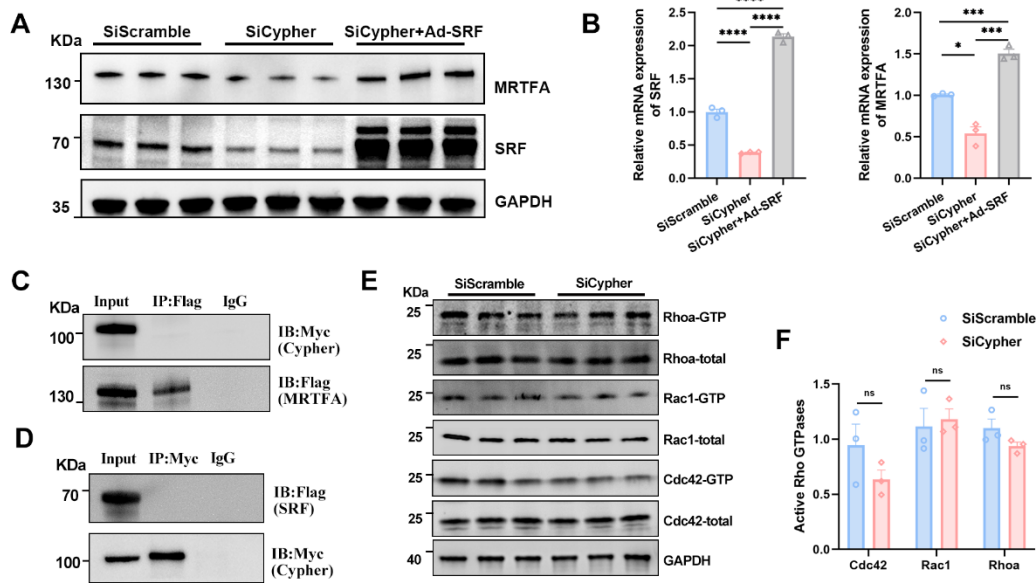 A
KDa
SiScramble SiCypher SiCypher+Ad-SRF
130
MRTFA
70
SRF
35
GAPDH
B
Relative mRNA expression
of SRF
2.5
2.0
1.5
1.0
0.5
0.0
****
**** ****
SiScramble
SiCypher
SiCypher+Ad-SRF
Relative mRNA expression
of MRTFA
2.0
1.5
1.0
0.5
0.0
***
* ***
SiScramble
SiCypher
SiCypher+Ad-SRF
C
KDa
Input IP:Flag IgG
100
IB:Myc
(Cypher)
130
IB:Flag
(MRTFA)
D
KDa
Input IP:Myc IgG
70
IB:Flag
(SRF)
100
IB:Myc
(Cypher)
E
KDa
SiScramble SiCypher
25
Rhoa-GTP
25
Rhoa-total
25
Rac1-GTP
25
Rac1-total
25
Cdc42-GTP
25
Cdc42-total
40
GAPDH
F
SiScramble
SiCypher
Active Rho GTPases
1.5
1.0
0.5
0.0
ns
ns
ns
Cdc42 Rac1 Rhoa